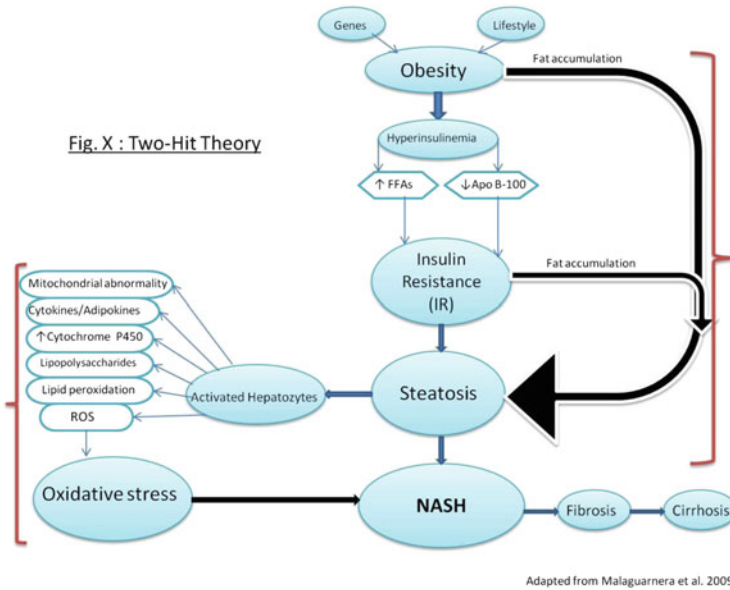 Genes
Lifestyle
Obesity
Fat accumulation
Fig. X : Two-Hit Theory
Hyperinsulinemia
↑ FFAs
↓Apo B-100
Insulin
Resistance
(IR)
Fat accumulation
Mitochondrial abnormality
Cytokines/Adipokines
↑Cytochrome P450
Lipopolysaccharides
Lipid peroxidation
ROS
Activated Hepatozytes
Steatosis
Oxidative stress
NASH
Fibrosis
Cirrhosis
Adapted from Malaguarnera et al. 2009